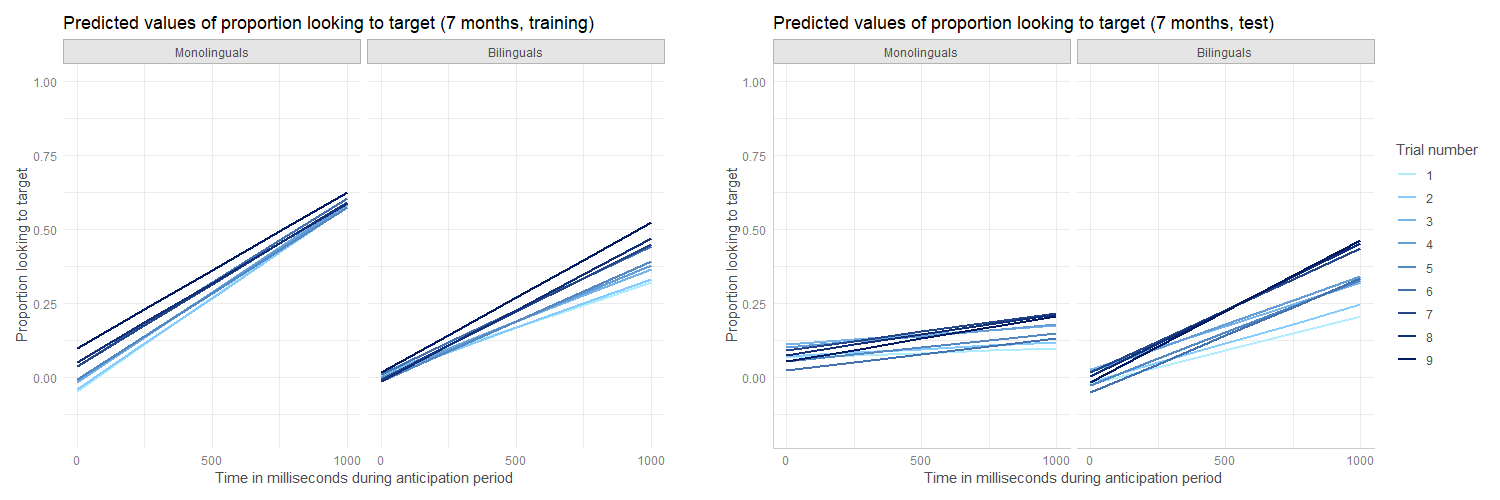 Predicted values of proportion looking to target (7 months, training)
Monolinguals
Bilinguals
1.00
0.75
0.50
0.25
0.00
Proportion looking to target
0
500
1000
0
500
1000
Time in milliseconds during anticipation period
Predicted values of proportion looking to target (7 months, test)
Monolinguals
Bilinguals
1.00
0.75
0.50
0.25
0.00
Proportion looking to target
0
500
1000
0
500
1000
Time in milliseconds during anticipation period
Trial number
1
2
3
4
5
6
7
8
9